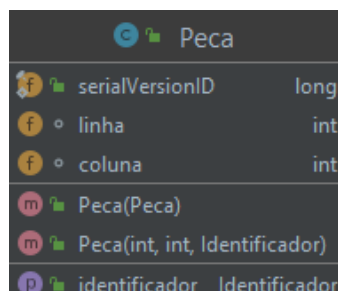 C Peca
f serialVersionID long
f linha int
f coluna int
m Peca(Peca)
m Peca(int, int, Identificador)
p identificador Identificador